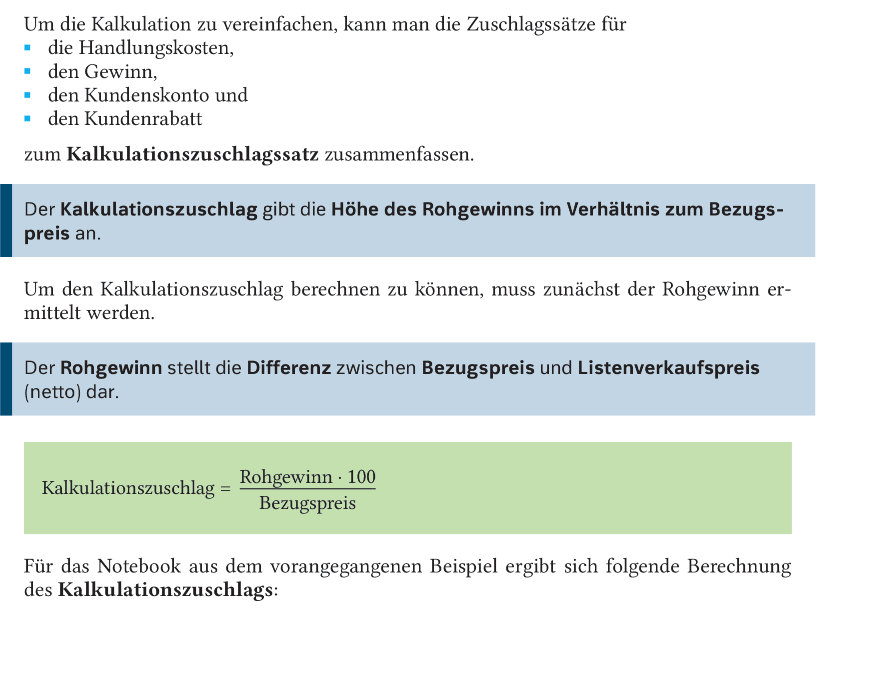 Um die Kalkulation zu vereinfachen, kann man die Zuschlagssätze für
▪ die Handlungskosten,
▪ den Gewinn,
▪ den Kundenskonto und
▪ den Kundenrabatt
zum Kalkulationszuschlagssatz zusammenfassen.
Der Kalkulationszuschlag gibt die Höhe des Rohgewinns im Verhältnis zum Bezugs-
preis an.
Um den Kalkulationszuschlag berechnen zu können, muss zunächst der Rohgewinn er-
mittelt werden.
Der Rohgewinn stellt die Differenz zwischen Bezugspreis und Listenverkaufspreis
(netto) dar.
Kalkulationszuschlag = Rohgewinn · 100
Bezugspreis
Für das Notebook aus dem vorangegangenen Beispiel ergibt sich folgende Berechnung
des Kalkulationszuschlags: